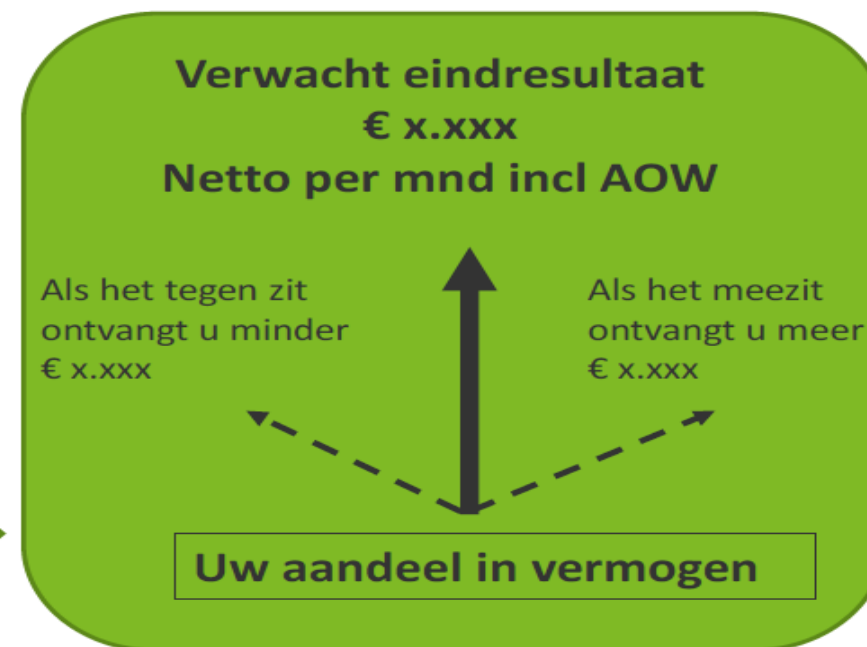 Verwacht eindresultaat
€ x.xxx
Netto per mnd incl AOW
Als het tegen zit
ontvangt u minder
€ x.xxx
Als het meezit
ontvangt u meer
€ x.xxx
Uw aandeel in vermogen